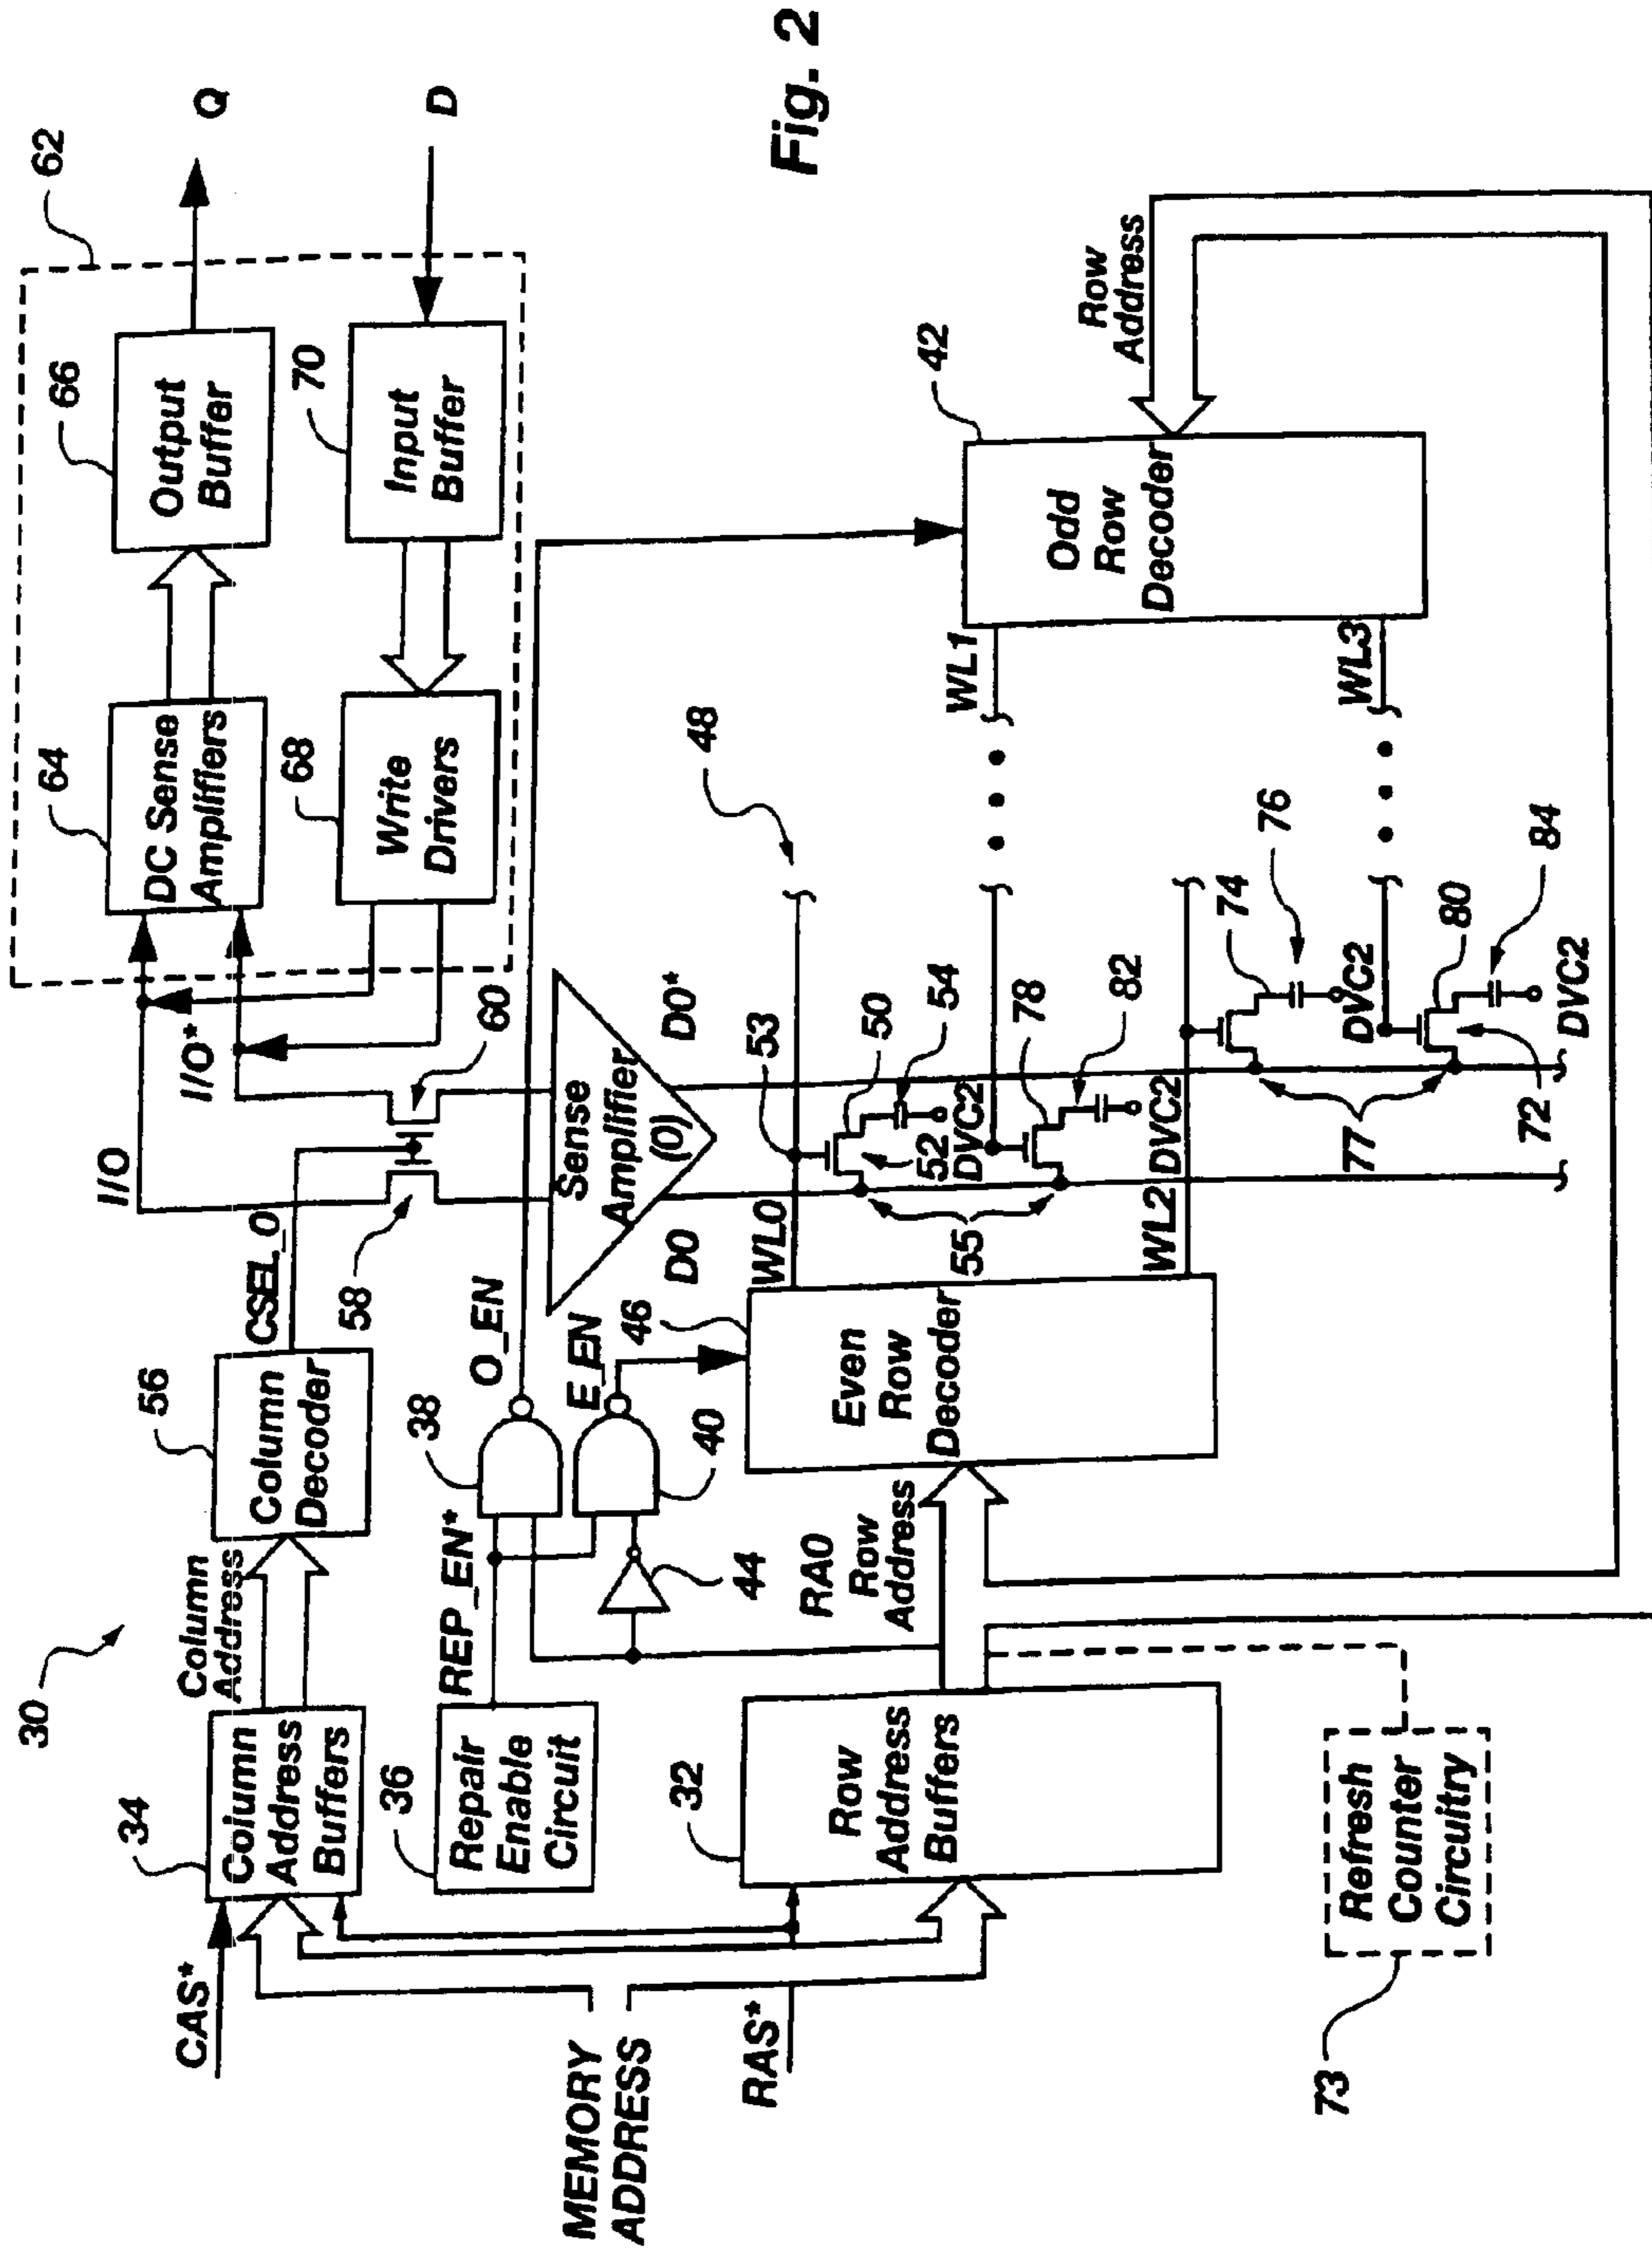 30
CAS*
34
Column
Address
Buffers
Column
Address
56
Column
Decoder
CSEL_0
I/O
I/O*
58
60
62
64
DC Sense
Amplifiers
66
Output
Buffer
Q
68
Write
Drivers
70
Input
Buffer
D
36
Repair
Enable
Circuit
REP_EN*
38
O_EN
E_EN
40
44
MEMORY
ADDRESS
RAS*
32
Row
Address
Buffers
RA0
Row
Address
46
Even
Row
Decoder
Sense
Amplifier
(0)
D0
D0*
WL0
53
48
50
52
54
DVC2
55
78
82
DVC2
WL2
WL1
74
76
DVC2
77
WL3
80
72
84
DVC2
42
Odd
Row
Decoder
Row
Address
73
Refresh
Counter
Circuitry
Fig. 2